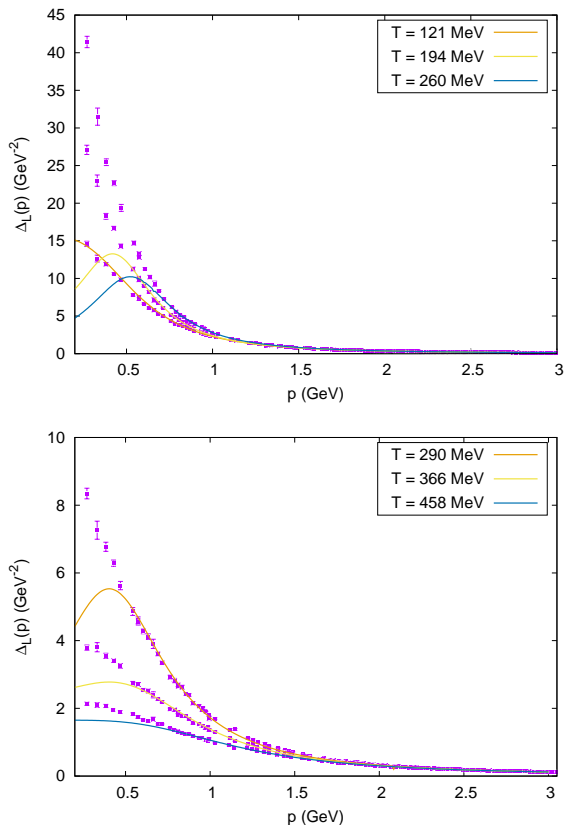 45
40
35
30
25
20
15
10
5
0
Δ_L(p) (GeV⁻²)
T = 121 MeV
T = 194 MeV
T = 260 MeV
0.5 1 1.5 2 2.5 3
p (GeV)
10
8
6
4
2
0
Δ_L(p) (GeV⁻²)
T = 290 MeV
T = 366 MeV
T = 458 MeV
0.5 1 1.5 2 2.5 3
p (GeV)